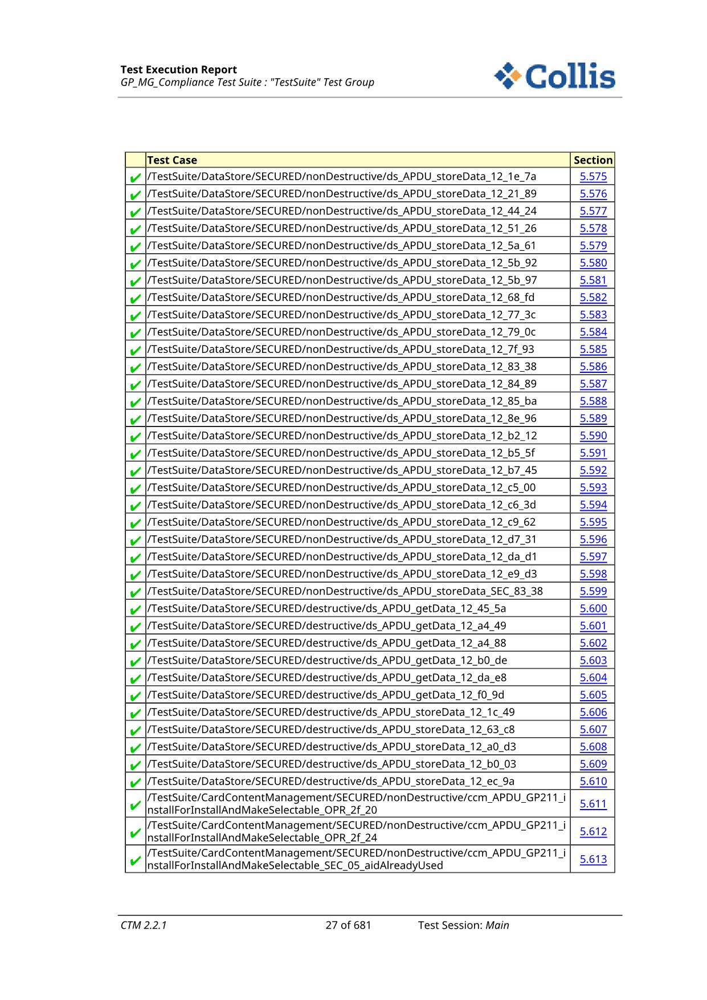 Test Execution Report
GP_MG_Compliance Test Suite : "TestSuite" Test Group
Collis
Test Case Section
✔ /TestSuite/DataStore/SECURED/nonDestructive/ds_APDU_storeData_12_1e_7a 5.575
✔ /TestSuite/DataStore/SECURED/nonDestructive/ds_APDU_storeData_12_21_89 5.576
✔ /TestSuite/DataStore/SECURED/nonDestructive/ds_APDU_storeData_12_44_24 5.577
✔ /TestSuite/DataStore/SECURED/nonDestructive/ds_APDU_storeData_12_51_26 5.578
✔ /TestSuite/DataStore/SECURED/nonDestructive/ds_APDU_storeData_12_5a_61 5.579
✔ /TestSuite/DataStore/SECURED/nonDestructive/ds_APDU_storeData_12_5b_92 5.580
✔ /TestSuite/DataStore/SECURED/nonDestructive/ds_APDU_storeData_12_5b_97 5.581
✔ /TestSuite/DataStore/SECURED/nonDestructive/ds_APDU_storeData_12_68_fd 5.582
✔ /TestSuite/DataStore/SECURED/nonDestructive/ds_APDU_storeData_12_77_3c 5.583
✔ /TestSuite/DataStore/SECURED/nonDestructive/ds_APDU_storeData_12_79_0c 5.584
✔ /TestSuite/DataStore/SECURED/nonDestructive/ds_APDU_storeData_12_7f_93 5.585
✔ /TestSuite/DataStore/SECURED/nonDestructive/ds_APDU_storeData_12_83_38 5.586
✔ /TestSuite/DataStore/SECURED/nonDestructive/ds_APDU_storeData_12_84_89 5.587
✔ /TestSuite/DataStore/SECURED/nonDestructive/ds_APDU_storeData_12_85_ba 5.588
✔ /TestSuite/DataStore/SECURED/nonDestructive/ds_APDU_storeData_12_8e_96 5.589
✔ /TestSuite/DataStore/SECURED/nonDestructive/ds_APDU_storeData_12_b2_12 5.590
✔ /TestSuite/DataStore/SECURED/nonDestructive/ds_APDU_storeData_12_b5_5f 5.591
✔ /TestSuite/DataStore/SECURED/nonDestructive/ds_APDU_storeData_12_b7_45 5.592
✔ /TestSuite/DataStore/SECURED/nonDestructive/ds_APDU_storeData_12_c5_00 5.593
✔ /TestSuite/DataStore/SECURED/nonDestructive/ds_APDU_storeData_12_c6_3d 5.594
✔ /TestSuite/DataStore/SECURED/nonDestructive/ds_APDU_storeData_12_c9_62 5.595
✔ /TestSuite/DataStore/SECURED/nonDestructive/ds_APDU_storeData_12_d7_31 5.596
✔ /TestSuite/DataStore/SECURED/nonDestructive/ds_APDU_storeData_12_da_d1 5.597
✔ /TestSuite/DataStore/SECURED/nonDestructive/ds_APDU_storeData_12_e9_d3 5.598
✔ /TestSuite/DataStore/SECURED/nonDestructive/ds_APDU_storeData_SEC_83_38 5.599
✔ /TestSuite/DataStore/SECURED/destructive/ds_APDU_getData_12_45_5a 5.600
✔ /TestSuite/DataStore/SECURED/destructive/ds_APDU_getData_12_a4_49 5.601
✔ /TestSuite/DataStore/SECURED/destructive/ds_APDU_getData_12_a4_88 5.602
✔ /TestSuite/DataStore/SECURED/destructive/ds_APDU_getData_12_b0_de 5.603
✔ /TestSuite/DataStore/SECURED/destructive/ds_APDU_getData_12_da_e8 5.604
✔ /TestSuite/DataStore/SECURED/destructive/ds_APDU_getData_12_f0_9d 5.605
✔ /TestSuite/DataStore/SECURED/destructive/ds_APDU_storeData_12_1c_49 5.606
✔ /TestSuite/DataStore/SECURED/destructive/ds_APDU_storeData_12_63_c8 5.607
✔ /TestSuite/DataStore/SECURED/destructive/ds_APDU_storeData_12_a0_d3 5.608
✔ /TestSuite/DataStore/SECURED/destructive/ds_APDU_storeData_12_b0_03 5.609
✔ /TestSuite/DataStore/SECURED/destructive/ds_APDU_storeData_12_ec_9a 5.610
✔ /TestSuite/CardContentManagement/SECURED/nonDestructive/ccm_APDU_GP211_i
nstallForInstallAndMakeSelectable_OPR_2f_20 5.611
✔ /TestSuite/CardContentManagement/SECURED/nonDestructive/ccm_APDU_GP211_i
nstallForInstallAndMakeSelectable_OPR_2f_24 5.612
✔ /TestSuite/CardContentManagement/SECURED/nonDestructive/ccm_APDU_GP211_i
nstallForInstallAndMakeSelectable_SEC_05_aidAlreadyUsed 5.613
CTM 2.2.1 27 of 681 Test Session: Main